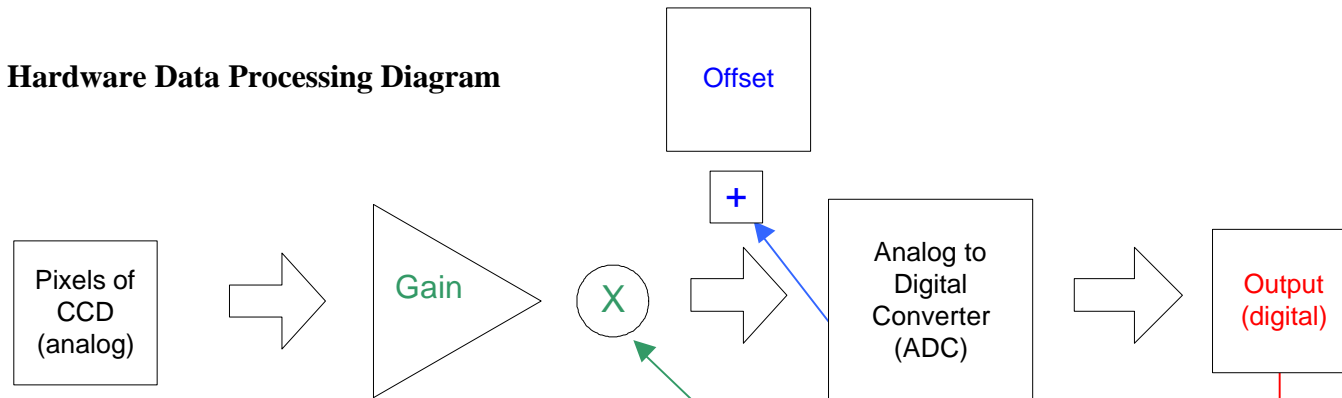 Hardware Data Processing Diagram
Offset
+
Pixels of
CCD
(analog)
Gain
X
Analog to
Digital
Converter
(ADC)
Output
(digital)